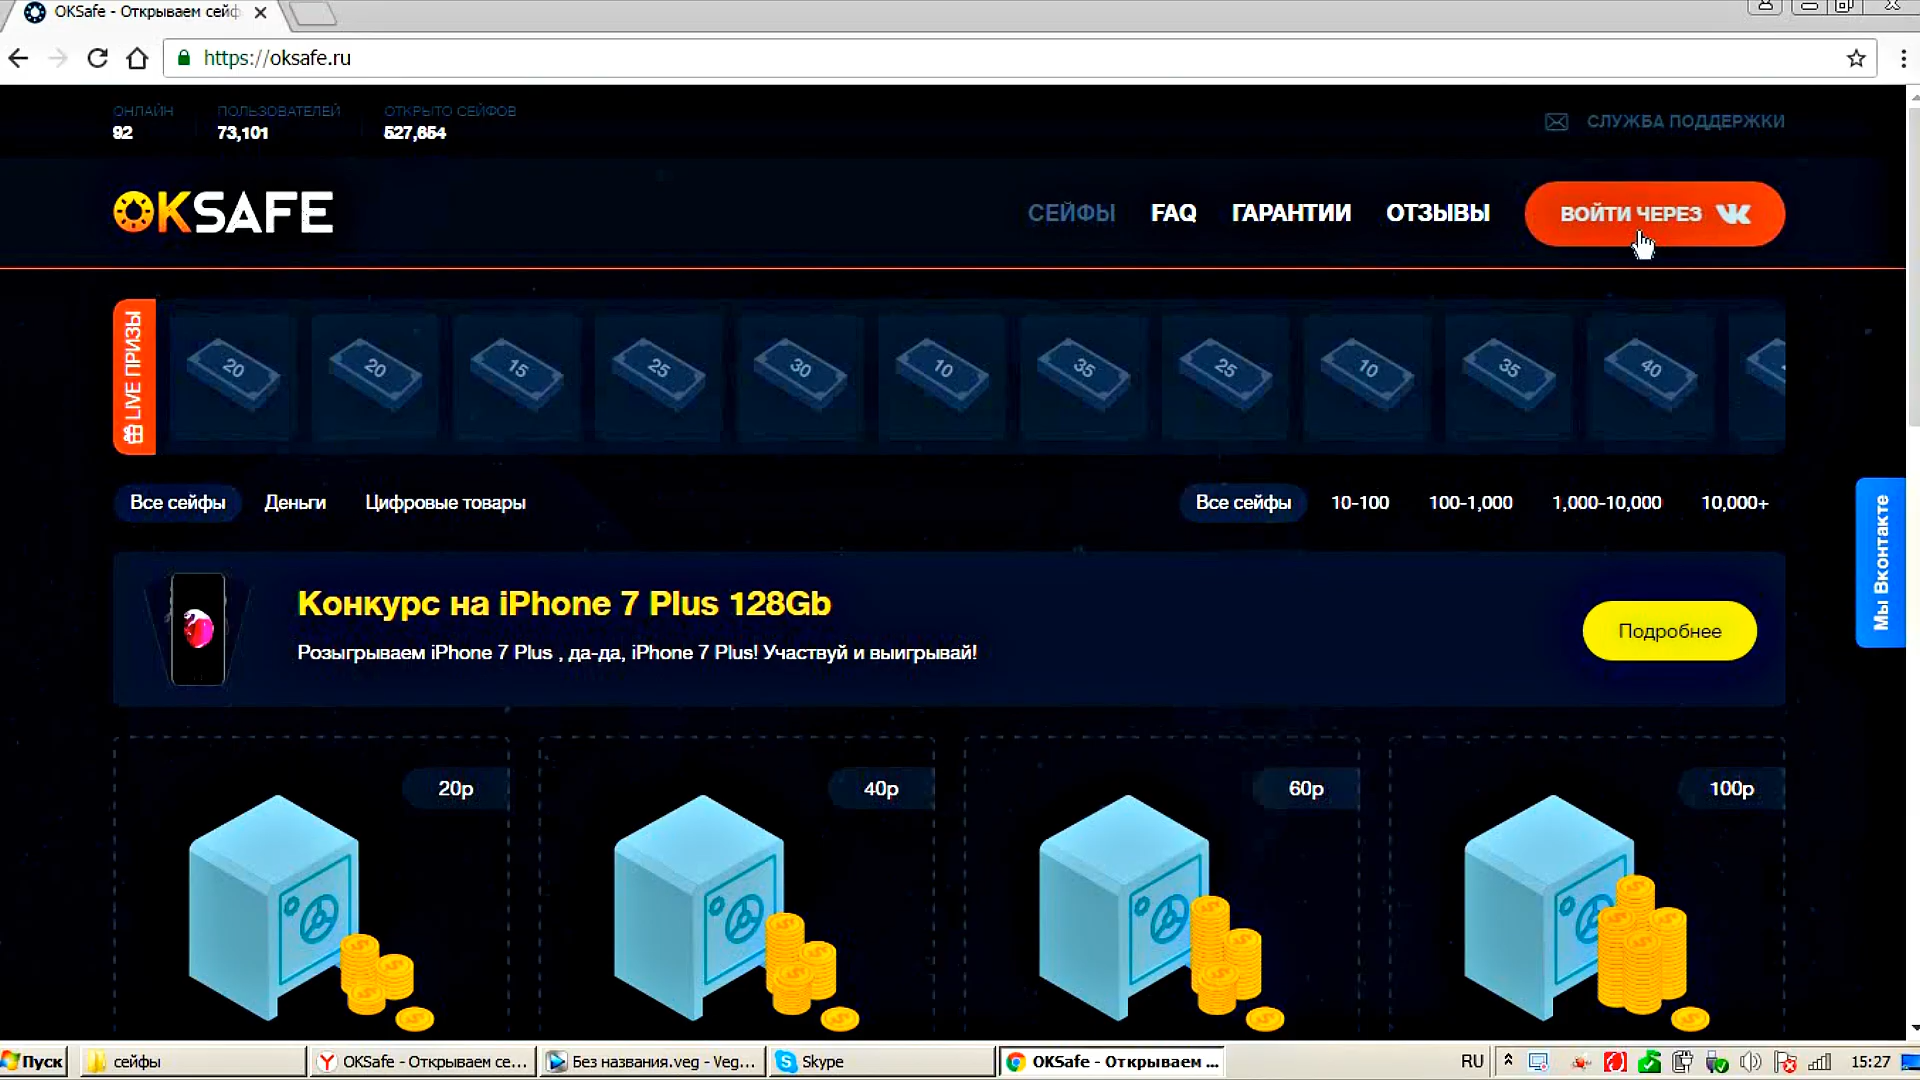 OKSafe - Открываем сейф
https://oksafe.ru
ОНЛАЙН
92
ПОЛЬЗОВАТЕЛЕЙ
73,101
ОТКРЫТО СЕЙФОВ
527,654
СЛУЖБА ПОДДЕРЖКИ
OKSAFE
СЕЙФЫ
FAQ
ГАРАНТИИ
ОТЗЫВЫ
ВОЙТИ ЧЕРЕЗ
LIVE ПРИЗЫ
20
20
15
25
30
10
35
25
10
35
40
Все сейфы
Деньги
Цифровые товары
Все сейфы
10-100
100-1,000
1,000-10,000
10,000+
Мы Вконтакте
Конкурс на iPhone 7 Plus 128Gb
Розыгрываем iPhone 7 Plus , да-да, iPhone 7 Plus! Участвуй и выигрывай!
Подробнее
20р
40р
60р
100р
Пуск
сейфы
OKSafe - Открываем се...
Без названия.veg - Veg...
Skype
OKSafe - Открываем ...
RU
15:27